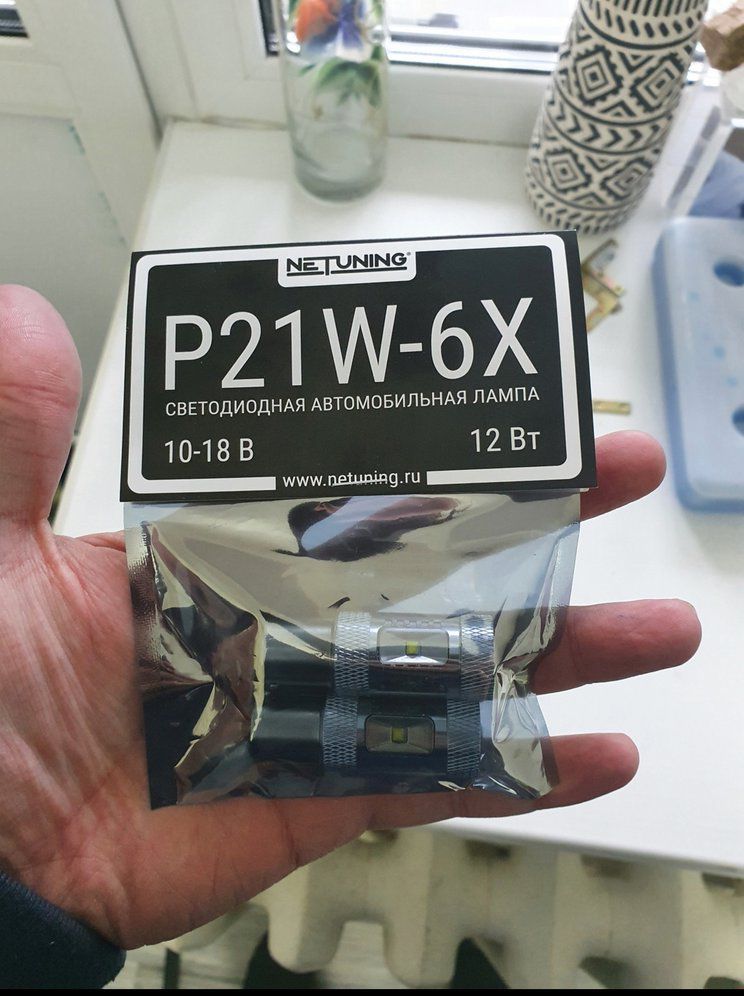 NETUNING®
P21W-6X
СВЕТОДИОДНАЯ АВТОМОБИЛЬНАЯ ЛАМПА
10-18 В 12 Вт
www.netuning.ru